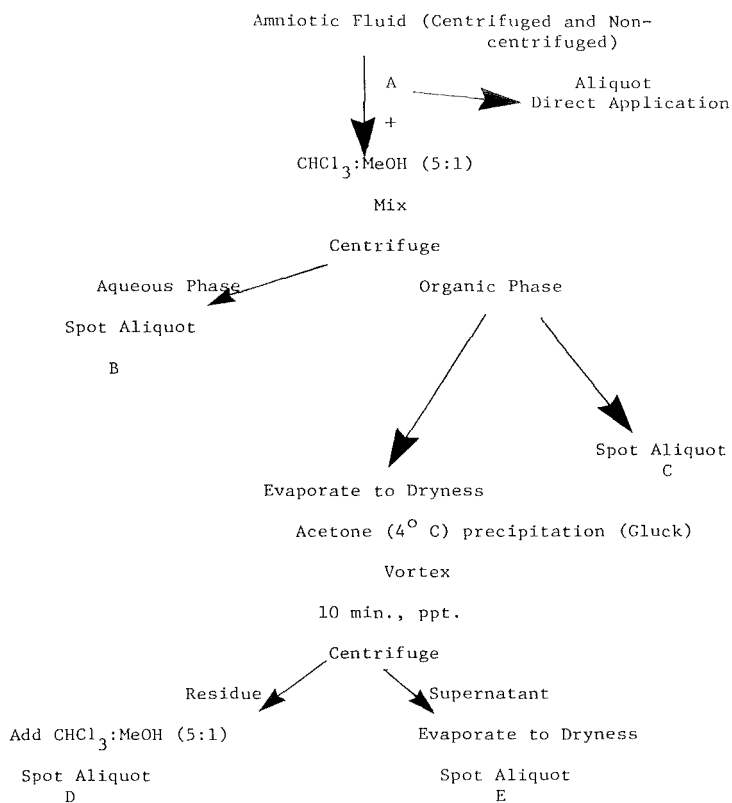 Amniotic Fluid (Centrifuged and Non-
centrifuged)
A
Aliquot
Direct Application
+
CHCl3:MeOH (5:1)
Mix
Centrifuge
Aqueous Phase
Organic Phase
Spot Aliquot
B
Spot Aliquot
C
Evaporate to Dryness
Acetone (4° C) precipitation (Gluck)
Vortex
10 min., ppt.
Centrifuge
Residue
Supernatant
Add CHCl3:MeOH (5:1)
Evaporate to Dryness
Spot Aliquot
D
Spot Aliquot
E